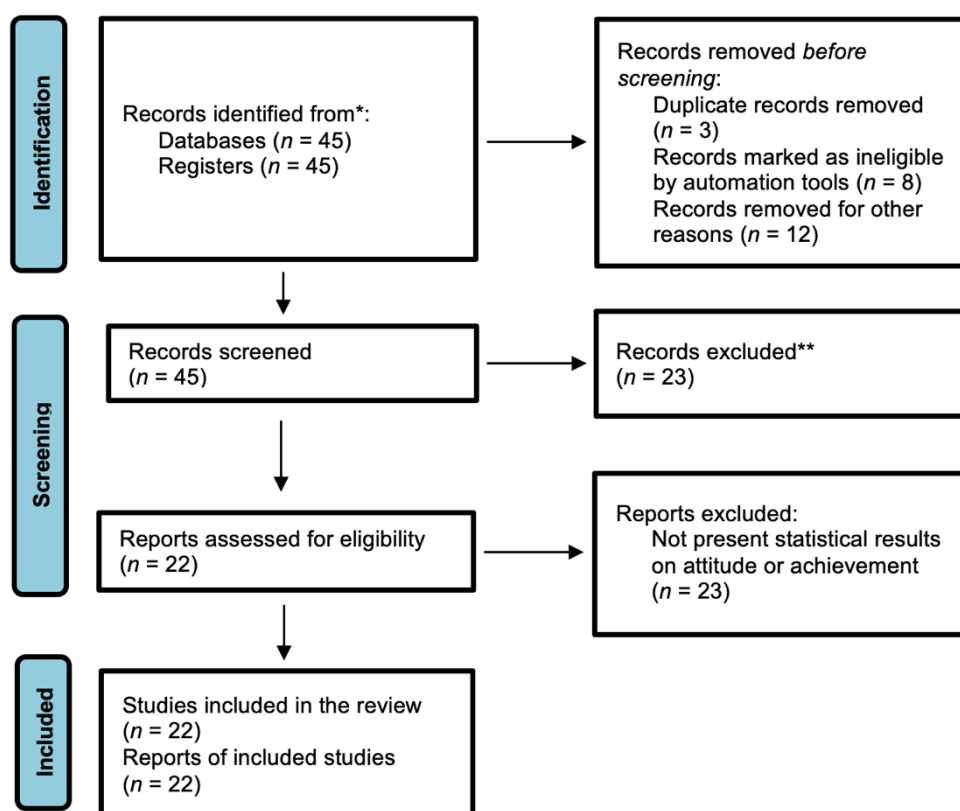 Identification
Records identified from*:
Databases (n = 45)
Registers (n = 45)
Records removed before
screening:
Duplicate records removed
(n = 3)
Records marked as ineligible
by automation tools (n = 8)
Records removed for other
reasons (n = 12)
Screening
Records screened
(n = 45)
Records excluded**
(n = 23)
Reports assessed for eligibility
(n = 22)
Reports excluded:
Not present statistical results
on attitude or achievement
(n = 23)
Included
Studies included in the review
(n = 22)
Reports of included studies
(n = 22)